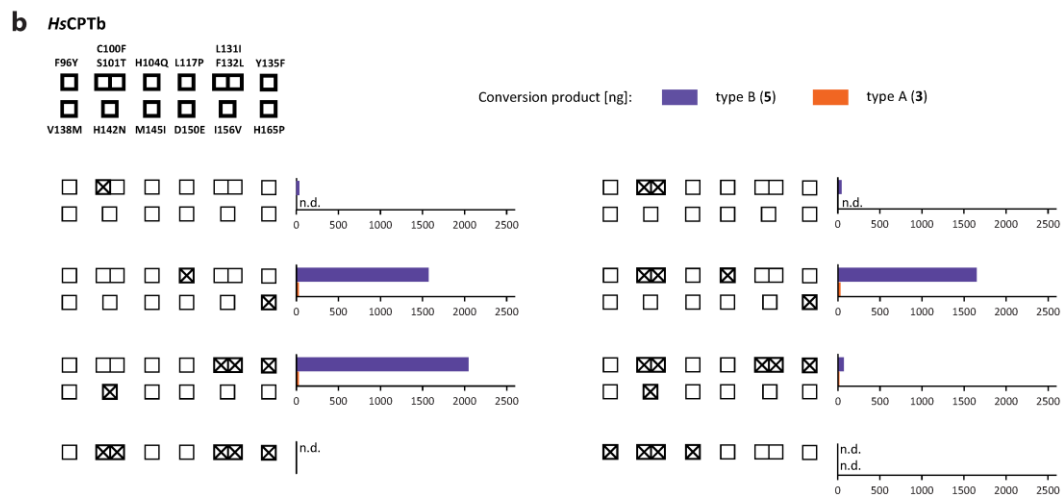 b HsCPTb
C100F L131I
F96Y S101T H104Q L117P F132L Y135F
V138M H142N M145I D150E I156V H165P
Conversion product [ng]: type B (5) type A (3)
n.d.
0 500 1000 1500 2000 2500
n.d.
0 500 1000 1500 2000 2500
0 500 1000 1500 2000 2500
0 500 1000 1500 2000 2500
0 500 1000 1500 2000 2500
0 500 1000 1500 2000 2500
n.d.
n.d.
n.d.
0 500 1000 1500 2000 2500